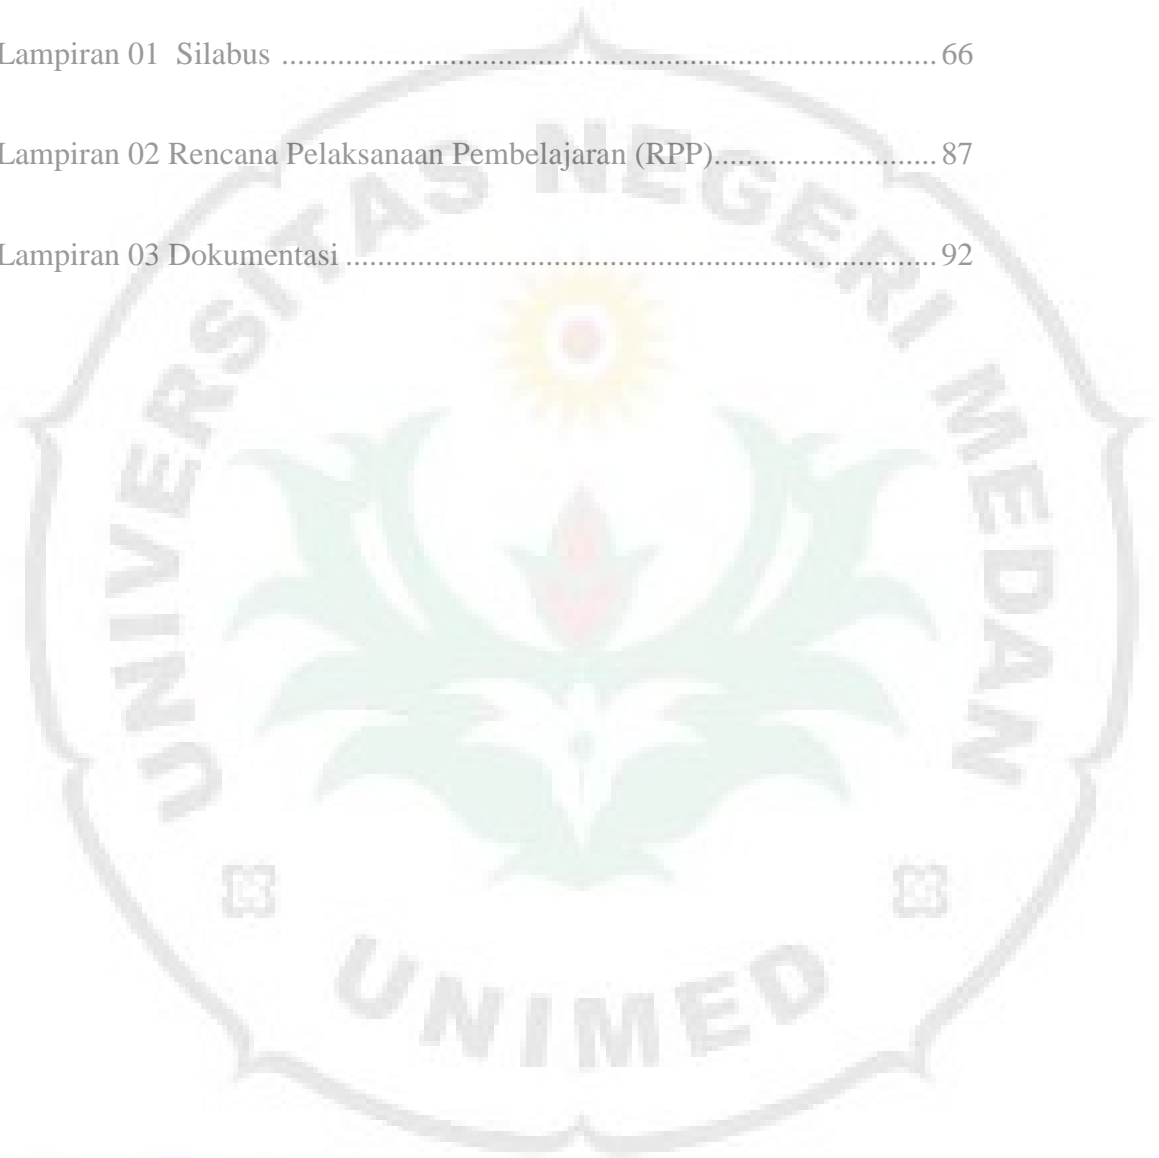 Lampiran 01  Silabus .................................................................................. 66
Lampiran 02 Rencana Pelaksanaan Pembelajaran (RPP)............................ 87
Lampiran 03 Dokumentasi .......................................................................... 92
UNIVERSITAS NEGERI MEDAN
UNIMED